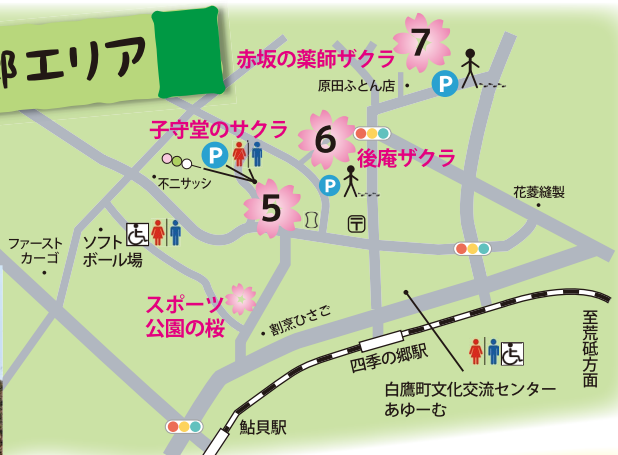 エリア
赤坂の薬師ザクラ
7
P
原田ふとん店
子守堂のサクラ
P
6
後庵ザクラ
P
不二サッシ
5
〒
花菱縫製
ファースト
カーゴ
ソフト
ボール場
スポーツ
公園の桜
割烹ひさご
四季の郷駅
白鷹町文化交流センター
あゆーむ
至荒砥方面
鮎貝駅